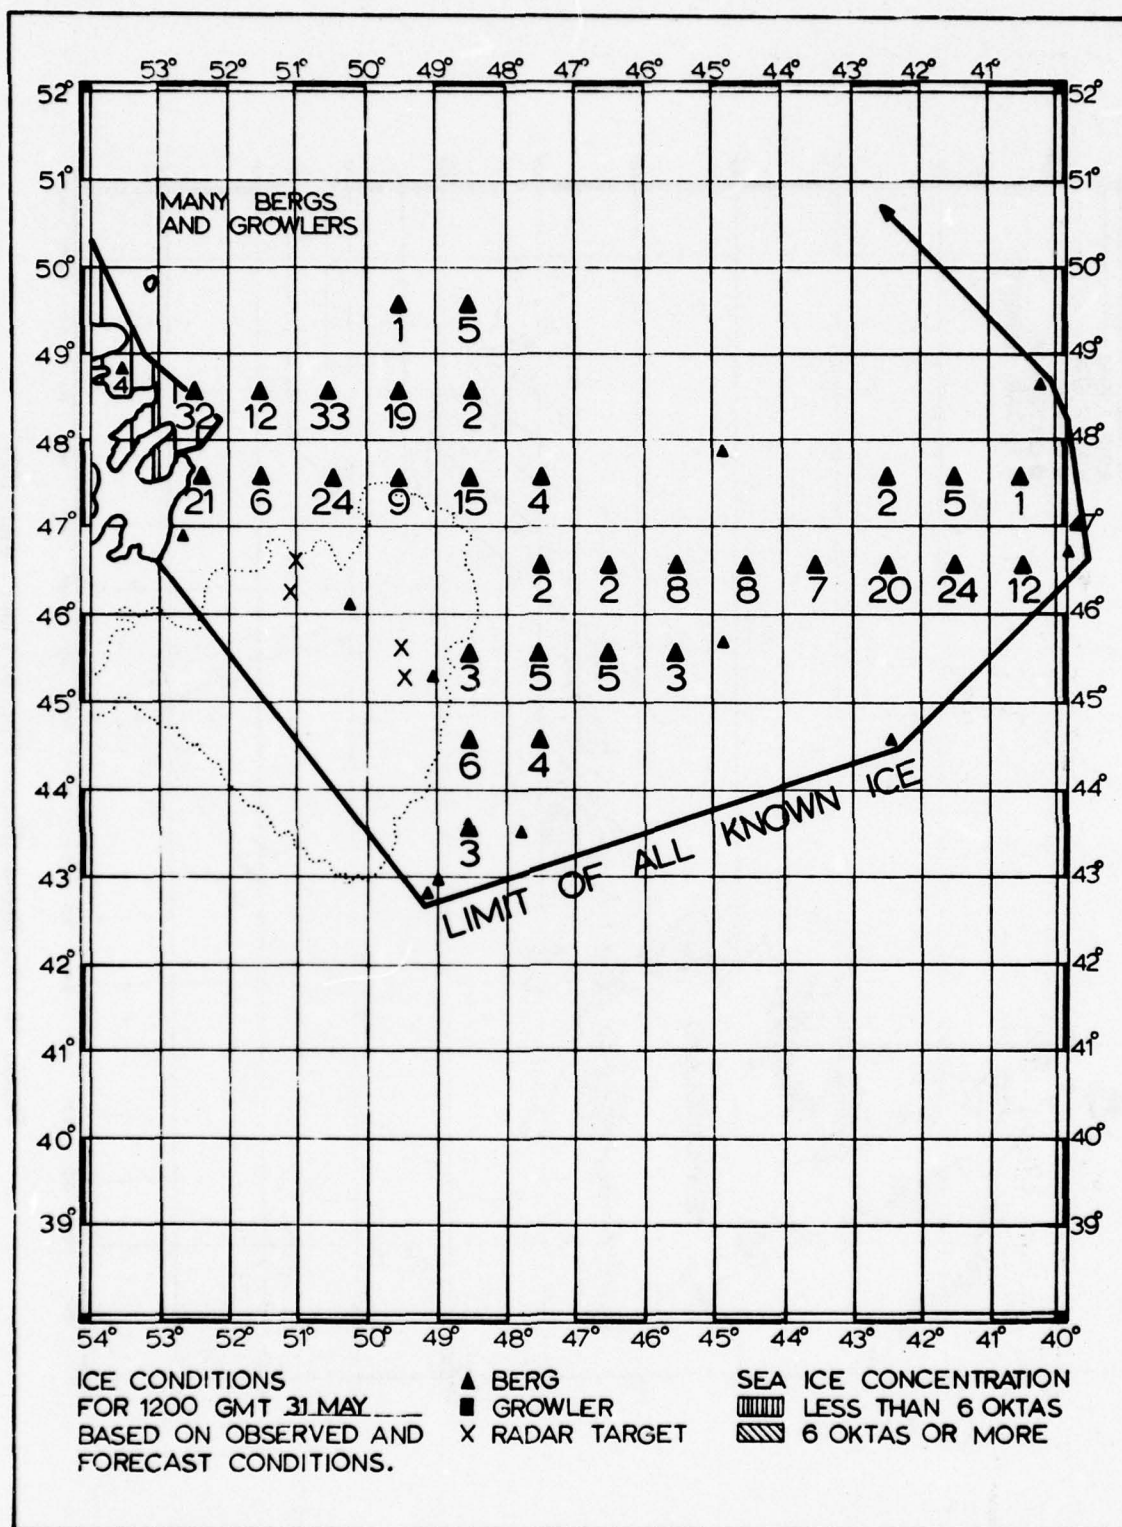 53° 52° 51° 50° 49° 48° 47° 46° 45° 44° 43° 42° 41°
52° 52°
51° 51°
MANY BERGS
AND GROWLERS
50° 50°
1 5
49° 49°
4
32 12 33 19 2
48° 48°
21 6 24 9 15 4 2 5 1
47° 7°
2 2 8 8 7 20 24 12
46° 46°
3 5 5 3
45° 45°
6 4
44° 44°
3
43° 43°
LIMIT OF ALL KNOWN ICE
42° 42°
41° 41°
40° 40°
39° 39°
54° 53° 52° 51° 50° 49° 48° 47° 46° 45° 44° 43° 42° 41° 40°
ICE CONDITIONS
FOR 1200 GMT 31 MAY
BASED ON OBSERVED AND
FORECAST CONDITIONS.
BERG
GROWLER
X RADAR TARGET
SEA ICE CONCENTRATION
LESS THAN 6 OKTAS
6 OKTAS OR MORE